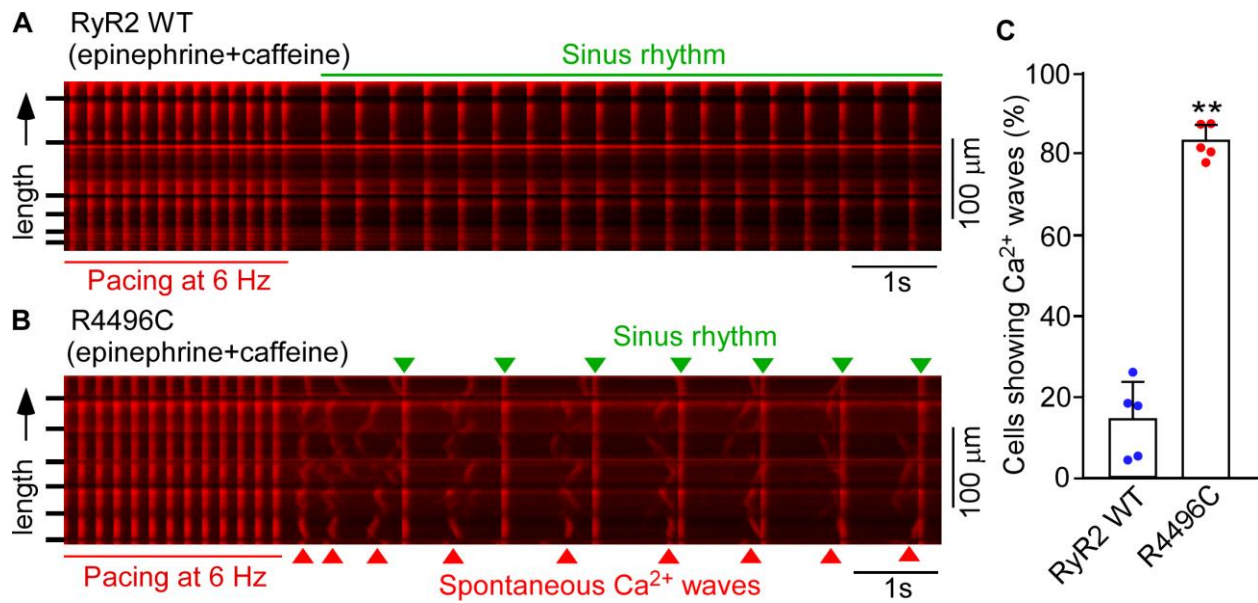 A
RyR2 WT
(epinephrine+caffeine)
Sinus rhythm
length
100 μm
Pacing at 6 Hz
1s
B
R4496C
(epinephrine+caffeine)
Sinus rhythm
length
100 μm
Pacing at 6 Hz
Spontaneous Ca²⁺ waves
1s
C
Cells showing Ca²⁺ waves (%)
100
80
60
40
20
0
**
RyR2 WT
R4496C